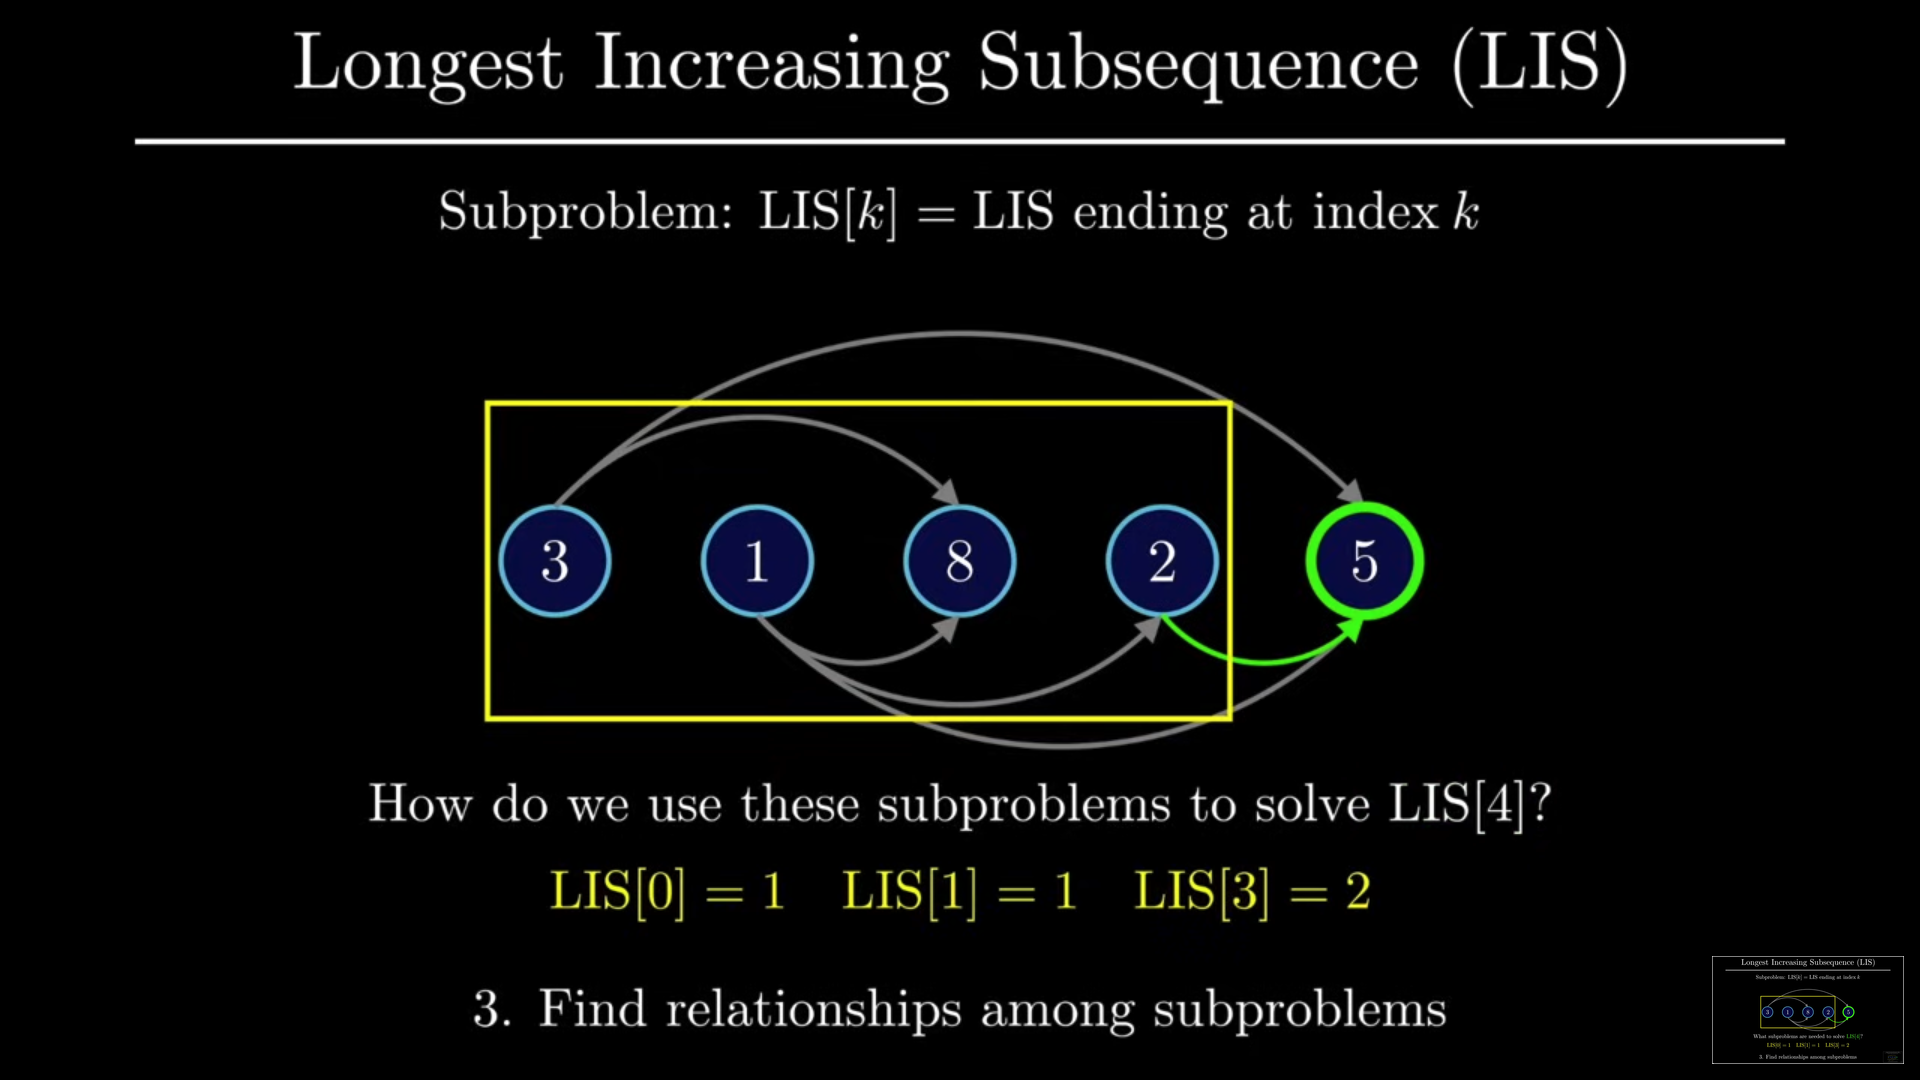 Longest Increasing Subsequence (LIS)
Subproblem: LIS[k] = LIS ending at index k
3 1 8 2 5
How do we use these subproblems to solve LIS[4]?
LIS[0] = 1 LIS[1] = 1 LIS[3] = 2
3. Find relationships among subproblems
Longest Increasing Subsequence (LIS)
Subproblem: LIS[k] = LIS ending at index k
3 1 8 2 5
What subproblems are needed to solve LIS[4]?
LIS[0] = 1 LIS[1] = 1 LIS[3] = 2
3. Find relationships among subproblems